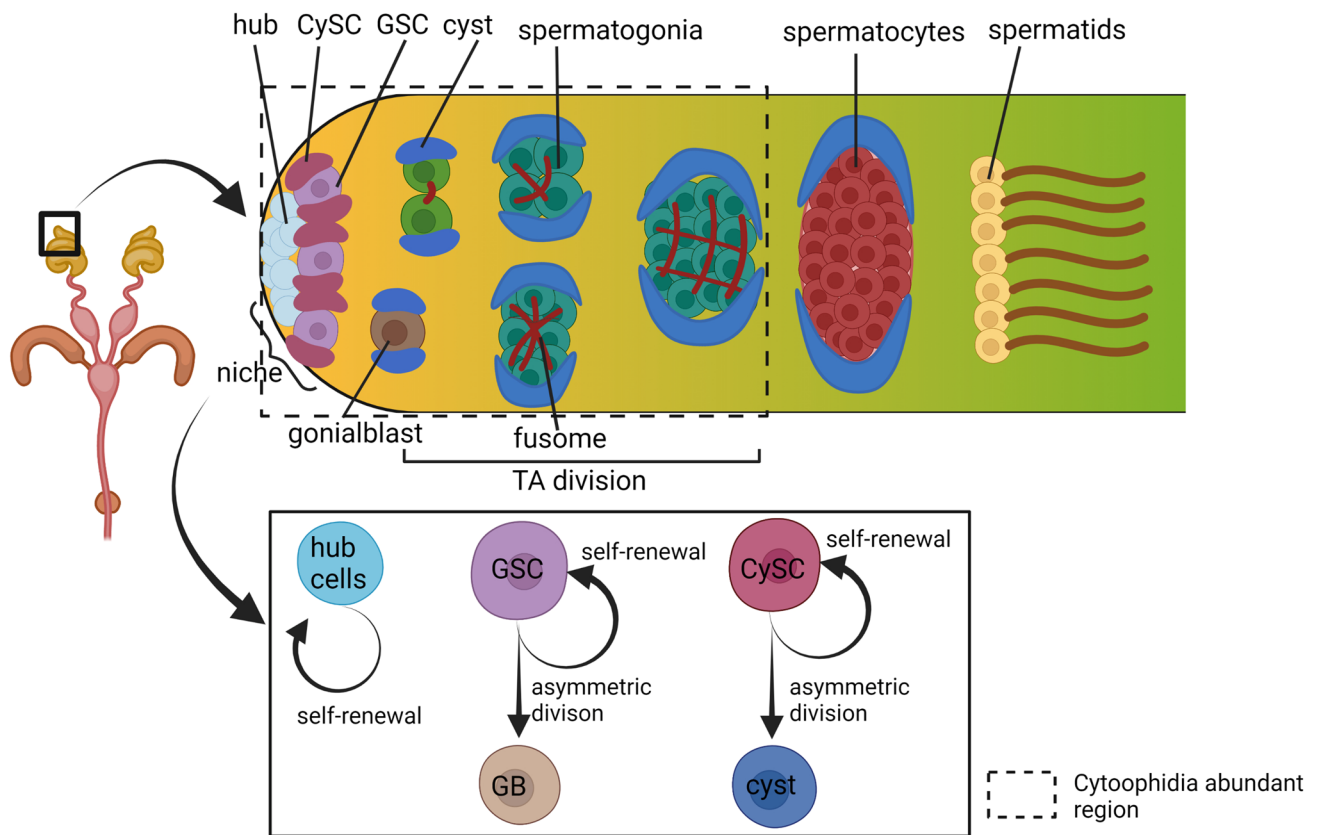 hub CySC GSC cyst spermatogonia spermatocytes spermatids
niche
gonialblast
fusome
TA division
hub
cells
self-renewal
GSC
self-renewal
asymmetric
divison
GB
CySC
self-renewal
asymmetric
division
cyst
Cytoophidia abundant
region